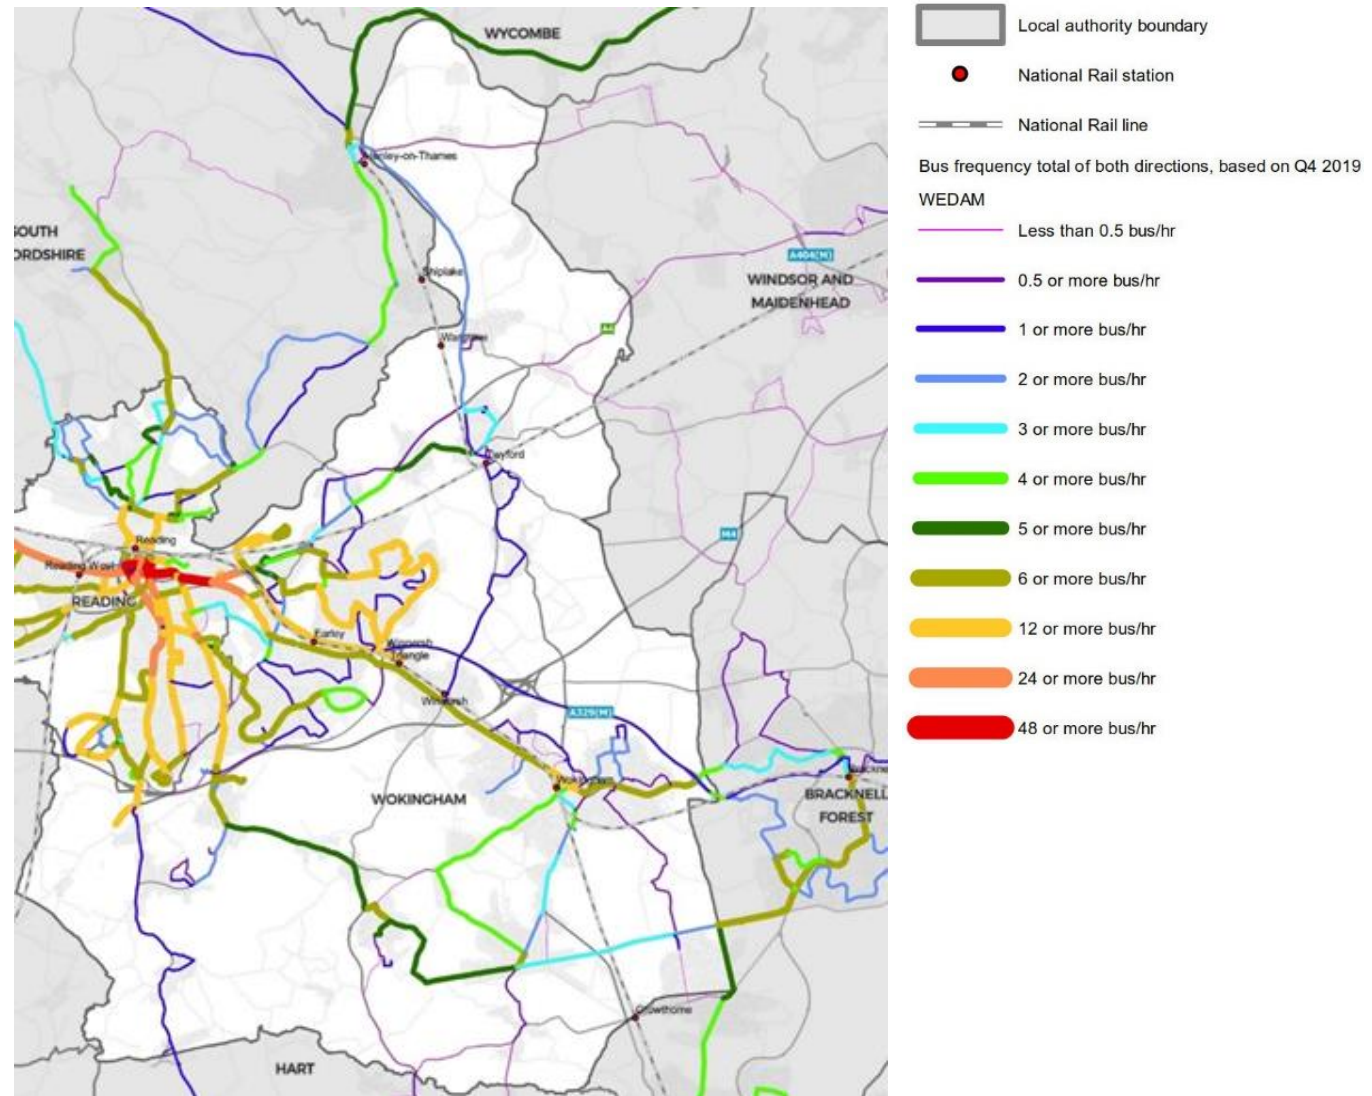 WYCOMBE
Henley-on-Thames
SOUTH
ORDSHIRE
A404(M)
WINDSOR AND
MAIDENHEAD
Shiplake
A4
Wargrave
Twyford
M4
Reading
Reading West
READING
Earley
Winnersh
Triangle
Winnersh
A329(M)
Wokingham
WOKINGHAM
Brackne
BRACKNELL
FOREST
Crowthorne
HART
Local authority boundary
National Rail station
National Rail line
Bus frequency total of both directions, based on Q4 2019
WEDAM
Less than 0.5 bus/hr
0.5 or more bus/hr
1 or more bus/hr
2 or more bus/hr
3 or more bus/hr
4 or more bus/hr
5 or more bus/hr
6 or more bus/hr
12 or more bus/hr
24 or more bus/hr
48 or more bus/hr